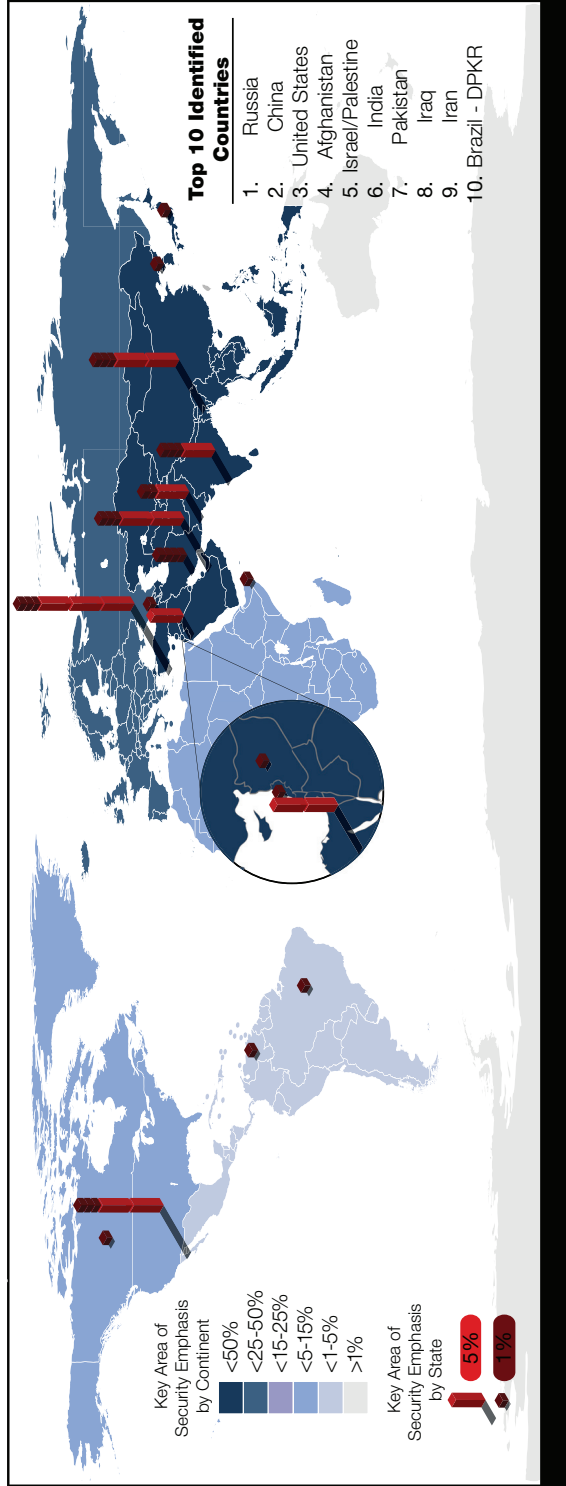 Top 10 Identified
Countries
1. Russia
2. China
3. United States
4. Afghanistan
5. Israel/Palestine
6. India
7. Pakistan
8. Iraq
9. Iran
10. Brazil - DPKR
Key Area of
Security Emphasis
by Continent
<50%
<25-50%
<15-25%
<5-15%
<1-5%
>1%
Key Area of
Security Emphasis
by State
5%
1%